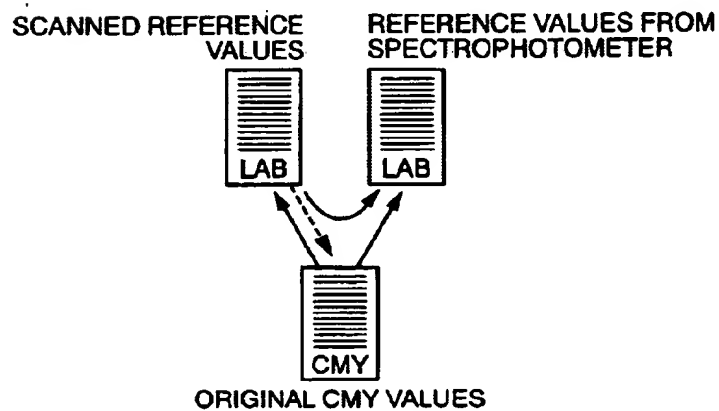 SCANNED REFERENCE
VALUES
REFERENCE VALUES FROM
SPECTROPHOTOMETER
LAB
LAB
CMY
ORIGINAL CMY VALUES